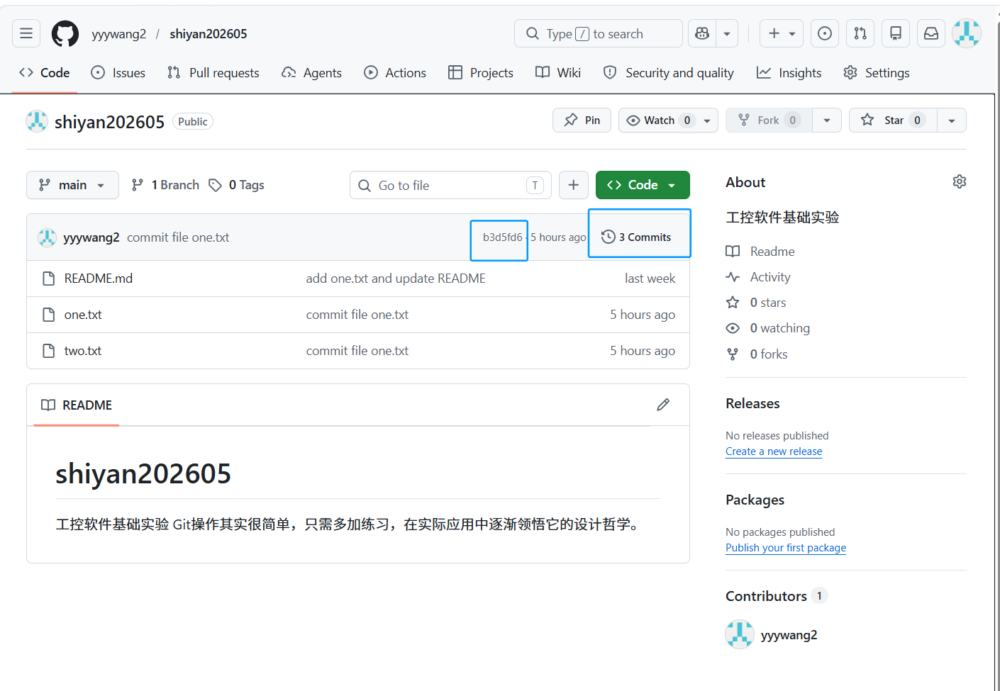 yyywang2 / shiyan202605
Type / to search
Code
Issues
Pull requests
Agents
Actions
Projects
Wiki
Security and quality
Insights
Settings
shiyan202605 Public
Pin
Watch 0
Fork 0
Star 0
main
1 Branch
0 Tags
Go to file T
Code
yyywang2 commit file one.txt b3d5fd6 · 5 hours ago 3 Commits
README.md add one.txt and update README last week
one.txt commit file one.txt 5 hours ago
two.txt commit file one.txt 5 hours ago
README
shiyan202605
工控软件基础实验 Git操作其实很简单，只需多加练习，在实际应用中逐渐领悟它的设计哲学。
About
工控软件基础实验
Readme
Activity
0 stars
0 watching
0 forks
Releases
No releases published
Create a new release
Packages
No packages published
Publish your first package
Contributors 1
yyywang2